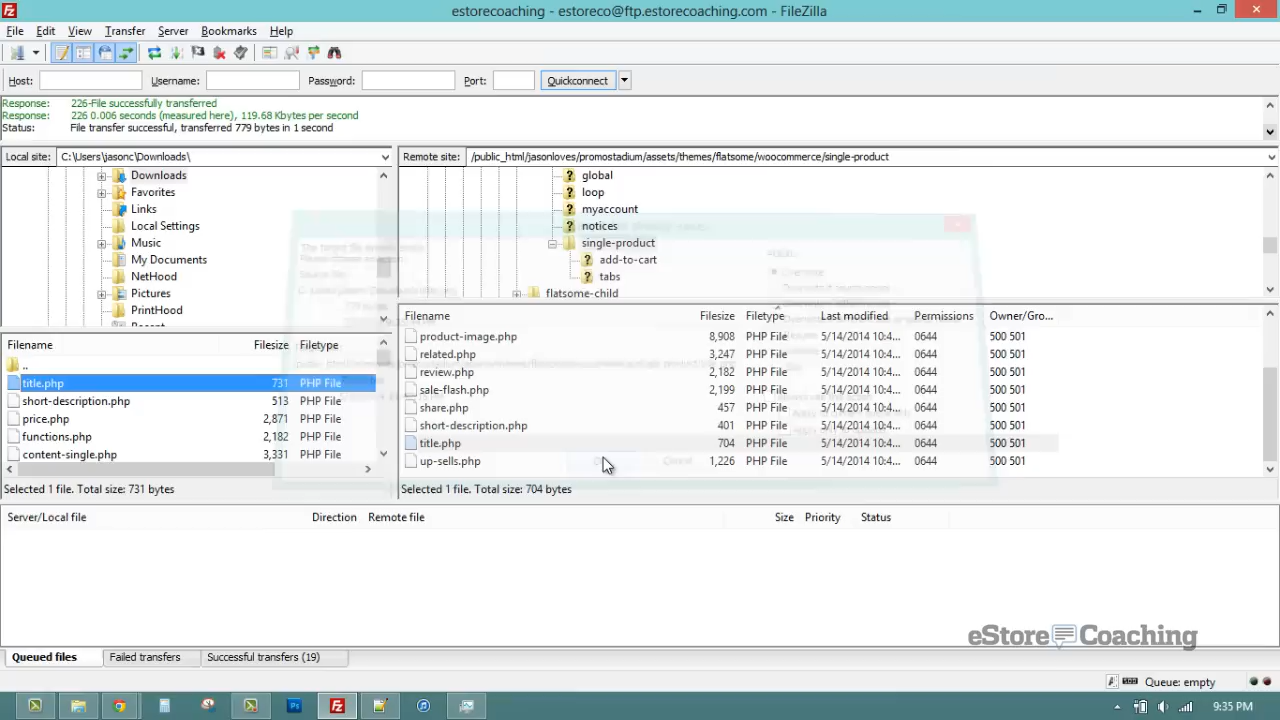 estorecoaching - estoreco@ftp.estorecoaching.com - FileZilla
File Edit View Transfer Server Bookmarks Help
Host: Username: Password: Port: Quickconnect
Response: 226-File successfully transferred
Response: 226 0.006 seconds (measured here), 119.68 Kbytes per second
Status: File transfer successful, transferred 779 bytes in 1 second
Local site: C:\Users\jasonc\Downloads\
Remote site: /public_html/jasonloves/promostadium/assets/themes/flatsome/woocommerce/single-product
Downloads
Favorites
Links
Local Settings
Music
My Documents
NetHood
Pictures
PrintHood
Recent
global
loop
myaccount
notices
single-product
add-to-cart
tabs
flatsome-child
Filename Filesize Filetype
..
title.php 731 PHP File
short-description.php 513 PHP File
price.php 2,871 PHP File
functions.php 2,182 PHP File
content-single.php 3,331 PHP File
Selected 1 file. Total size: 731 bytes
Filename Filesize Filetype Last modified Permissions Owner/Gro...
product-image.php 8,908 PHP File 5/14/2014 10:4... 0644 500 501
related.php 3,247 PHP File 5/14/2014 10:4... 0644 500 501
review.php 2,182 PHP File 5/14/2014 10:4... 0644 500 501
sale-flash.php 2,199 PHP File 5/14/2014 10:4... 0644 500 501
share.php 457 PHP File 5/14/2014 10:4... 0644 500 501
short-description.php 401 PHP File 5/14/2014 10:4... 0644 500 501
title.php 704 PHP File 5/14/2014 10:4... 0644 500 501
up-sells.php 1,226 PHP File 5/14/2014 10:4... 0644 500 501
Selected 1 file. Total size: 704 bytes
Server/Local file Direction Remote file Size Priority Status
eStore Coaching
Queued files Failed transfers Successful transfers (19)
Queue: empty
9:35 PM